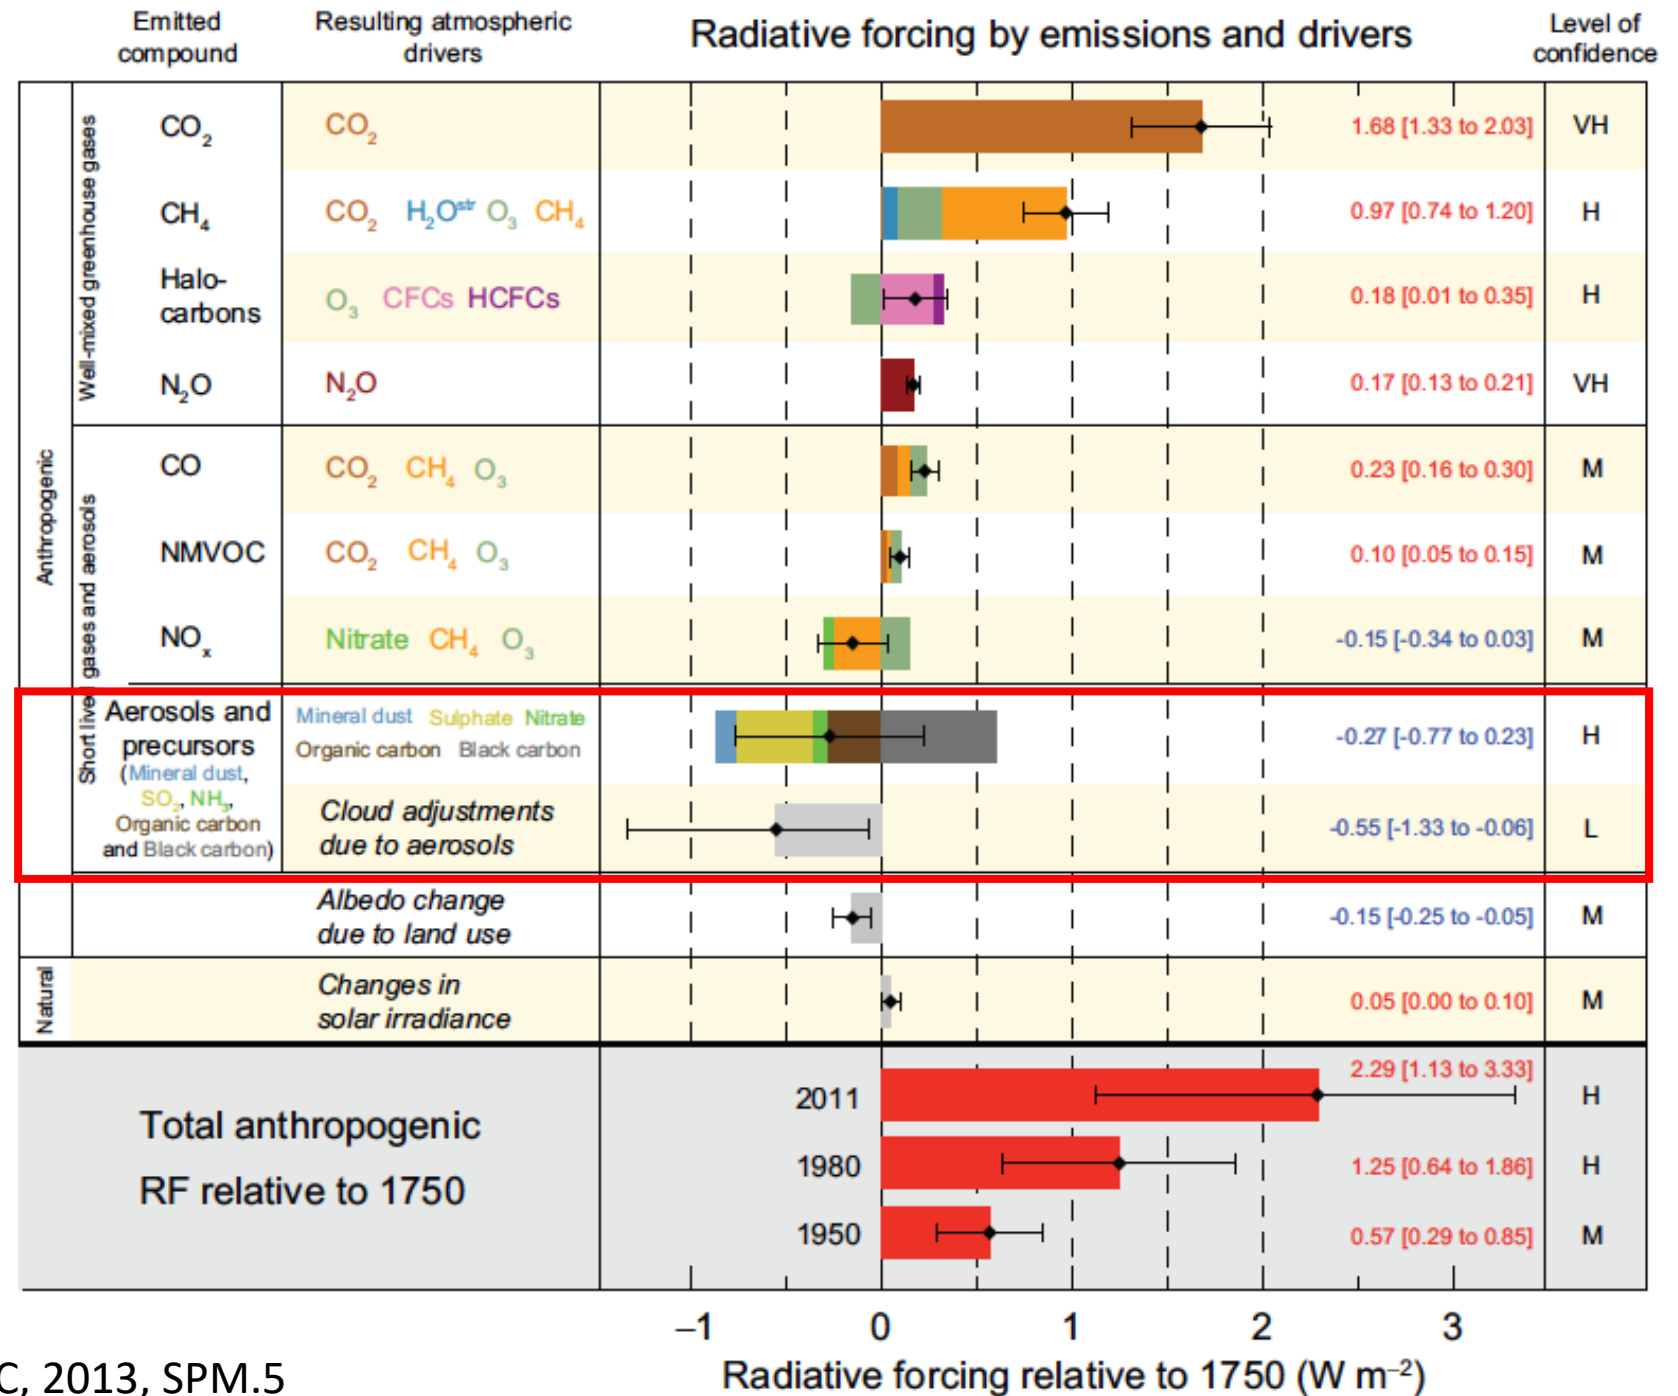 Emitted compound
Resulting atmospheric drivers
Radiative forcing by emissions and drivers
Level of confidence
Anthropogenic
Well-mixed greenhouse gases
CO₂
CO₂
1.68 [1.33 to 2.03]
VH
CH₄
CO₂ H₂Oˢᵗʳ O₃ CH₄
0.97 [0.74 to 1.20]
H
Halo-
carbons
O₃ CFCs HCFCs
0.18 [0.01 to 0.35]
H
N₂O
N₂O
0.17 [0.13 to 0.21]
VH
Short lived gases and aerosols
CO
CO₂ CH₄ O₃
0.23 [0.16 to 0.30]
M
NMVOC
CO₂ CH₄ O₃
0.10 [0.05 to 0.15]
M
NOₓ
Nitrate CH₄ O₃
-0.15 [-0.34 to 0.03]
M
Aerosols and
precursors
(Mineral dust,
SO₂, NH₃,
Organic carbon
and Black carbon)
Mineral dust Sulphate Nitrate
Organic carbon Black carbon
-0.27 [-0.77 to 0.23]
H
Cloud adjustments
due to aerosols
-0.55 [-1.33 to -0.06]
L
Albedo change
due to land use
-0.15 [-0.25 to -0.05]
M
Natural
Changes in
solar irradiance
0.05 [0.00 to 0.10]
M
Total anthropogenic
RF relative to 1750
2011
2.29 [1.13 to 3.33]
H
1980
1.25 [0.64 to 1.86]
H
1950
0.57 [0.29 to 0.85]
M
–1 0 1 2 3
Radiative forcing relative to 1750 (W m⁻²)
C, 2013, SPM.5